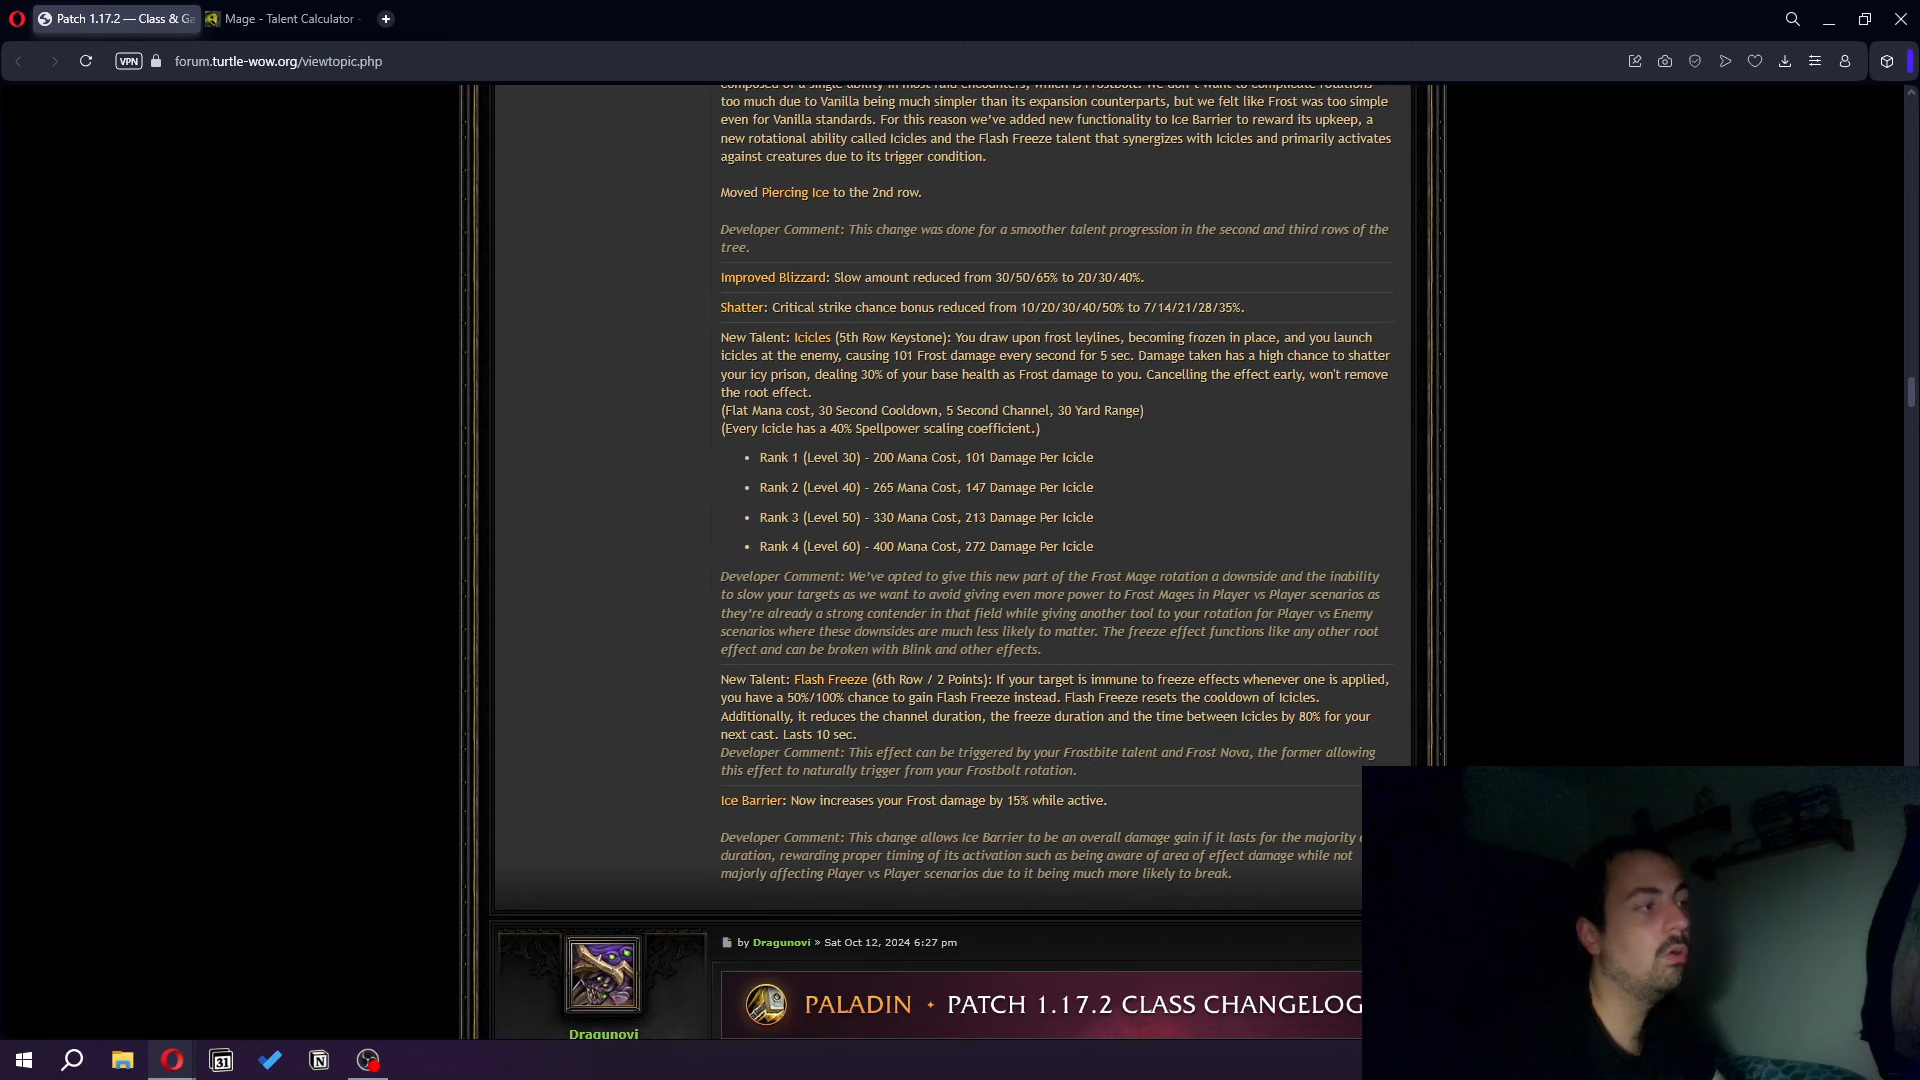 Patch 1.17.2 — Class & Ga
Mage - Talent Calculator
VPN
forum.turtle-wow.org/viewtopic.php
too much due to Vanilla being much simpler than its expansion counterparts, but we felt like Frost was too simple
even for Vanilla standards. For this reason we've added new functionality to Ice Barrier to reward its upkeep, a
new rotational ability called Icicles and the Flash Freeze talent that synergizes with Icicles and primarily activates
against creatures due to its trigger condition.
Moved Piercing Ice to the 2nd row.
Developer Comment: This change was done for a smoother talent progression in the second and third rows of the
tree.
Improved Blizzard: Slow amount reduced from 30/50/65% to 20/30/40%.
Shatter: Critical strike chance bonus reduced from 10/20/30/40/50% to 7/14/21/28/35%.
New Talent: Icicles (5th Row Keystone): You draw upon frost leylines, becoming frozen in place, and you launch
icicles at the enemy, causing 101 Frost damage every second for 5 sec. Damage taken has a high chance to shatter
your icy prison, dealing 30% of your base health as Frost damage to you. Cancelling the effect early, won't remove
the root effect.
(Flat Mana cost, 30 Second Cooldown, 5 Second Channel, 30 Yard Range)
(Every Icicle has a 40% Spellpower scaling coefficient.)
• Rank 1 (Level 30) - 200 Mana Cost, 101 Damage Per Icicle
• Rank 2 (Level 40) - 265 Mana Cost, 147 Damage Per Icicle
• Rank 3 (Level 50) - 330 Mana Cost, 213 Damage Per Icicle
• Rank 4 (Level 60) - 400 Mana Cost, 272 Damage Per Icicle
Developer Comment: We've opted to give this new part of the Frost Mage rotation a downside and the inability
to slow your targets as we want to avoid giving even more power to Frost Mages in Player vs Player scenarios as
they're already a strong contender in that field while giving another tool to your rotation for Player vs Enemy
scenarios where these downsides are much less likely to matter. The freeze effect functions like any other root
effect and can be broken with Blink and other effects.
New Talent: Flash Freeze (6th Row / 2 Points): If your target is immune to freeze effects whenever one is applied,
you have a 50%/100% chance to gain Flash Freeze instead. Flash Freeze resets the cooldown of Icicles.
Additionally, it reduces the channel duration, the freeze duration and the time between Icicles by 80% for your
next cast. Lasts 10 sec.
Developer Comment: This effect can be triggered by your Frostbite talent and Frost Nova, the former allowing
this effect to naturally trigger from your Frostbolt rotation.
Ice Barrier: Now increases your Frost damage by 15% while active.
Developer Comment: This change allows Ice Barrier to be an overall damage gain if it lasts for the majority
duration, rewarding proper timing of its activation such as being aware of area of effect damage while not
majorly affecting Player vs Player scenarios due to it being much more likely to break.
by Dragunovi » Sat Oct 12, 2024 6:27 pm
PALADIN ✦ PATCH 1.17.2 CLASS CHANGELOG
Dragunovi
31